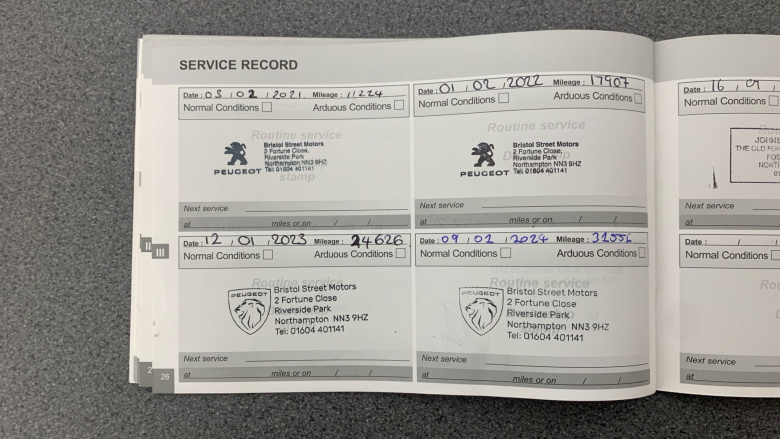 SERVICE RECORD
Date : 03 / 02 / 2021 Mileage : 11224
Normal Conditions Arduous Conditions
Routine service
stamp
PEUGEOT
Bristol Street Motors
2 Fortune Close,
Riverside Park
Northampton NN3 9HZ
Tel: 01604 401141
Next service
at miles or on / /
Date : 01 / 02 / 2022 Mileage : 17907
Normal Conditions Arduous Conditions
Routine service
PEUGEOT
Bristol Street Motors
2 Fortune Close,
Riverside Park
Northampton NN3 9HZ
Tel: 01604 401141
Next service
at miles or on / /
Date : 16 / 
Normal Conditions
THE OLD
Next service
at
Date : 12 / 01 / 2023 Mileage : 24626
Normal Conditions Arduous Conditions
Routine service
PEUGEOT
Bristol Street Motors
2 Fortune Close
Riverside Park
Northampton NN3 9HZ
Tel: 01604 401141
Next service
at miles or on / /
Date : 09 / 02 / 2024 Mileage : 31556
Normal Conditions Arduous Conditions
Routine service
PEUGEOT
Bristol Street Motors
2 Fortune Close
Riverside Park
Northampton NN3 9HZ
Tel: 01604 401141
Next service
at miles or on / /
Date : / /
Normal Conditions
Next service
at
II
III
26